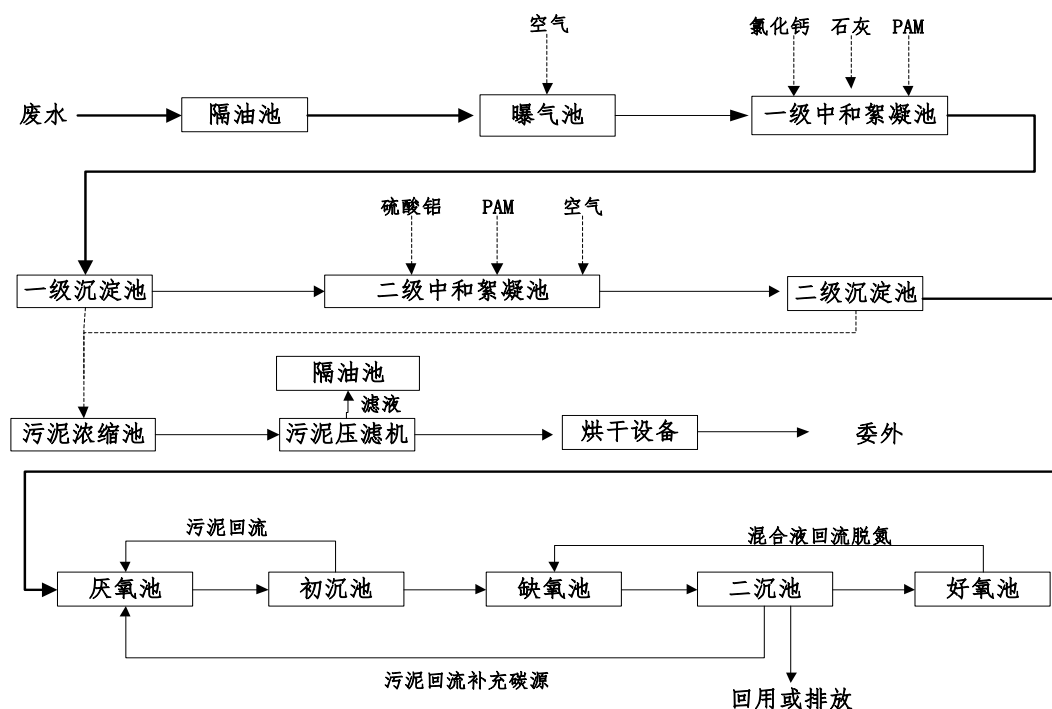 空气
氯化钙 石灰 PAM
废水 隔油池 曝气池 一级中和絮凝池
硫酸铝 PAM 空气
一级沉淀池 二级中和絮凝池 二级沉淀池
隔油池
滤液
污泥浓缩池 污泥压滤机 烘干设备 委外
污泥回流 混合液回流脱氮
厌氧池 初沉池 缺氧池 二沉池 好氧池
污泥回流补充碳源
回用或排放